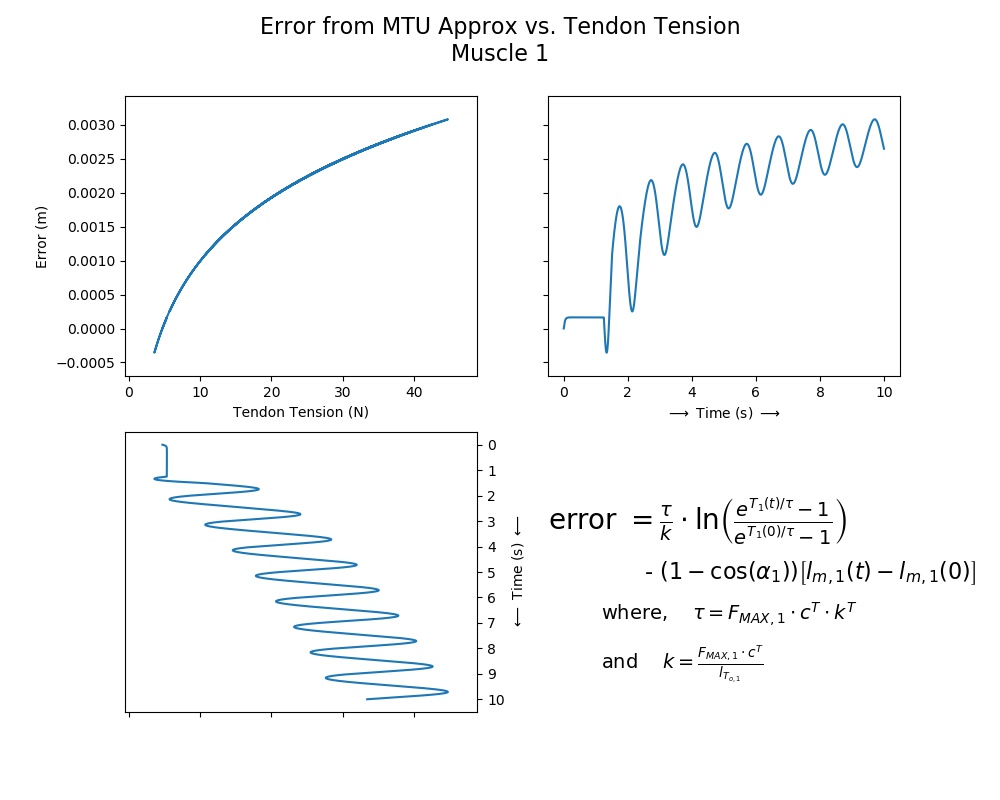 Error from MTU Approx vs. Tendon Tension
Muscle 1
0.0030
0.0025
0.0020
0.0015
0.0010
0.0005
0.0000
−0.0005
Error (m)
0 10 20 30 40
Tendon Tension (N)
0 2 4 6 8 10
⟶ Time (s) ⟶
0
1
2
3
4
5
6
7
8
9
10
⟵ Time (s) ⟵
error = τ/k · ln((e^{T_1(t)/τ} − 1)/(e^{T_1(0)/τ} − 1))
- (1 − cos(α_1))[l_{m,1}(t) − l_{m,1}(0)]
where, τ = F_{MAX,1} · c^T · k^T
and k = F_{MAX,1} · c^T / l_{T_{o,1}}